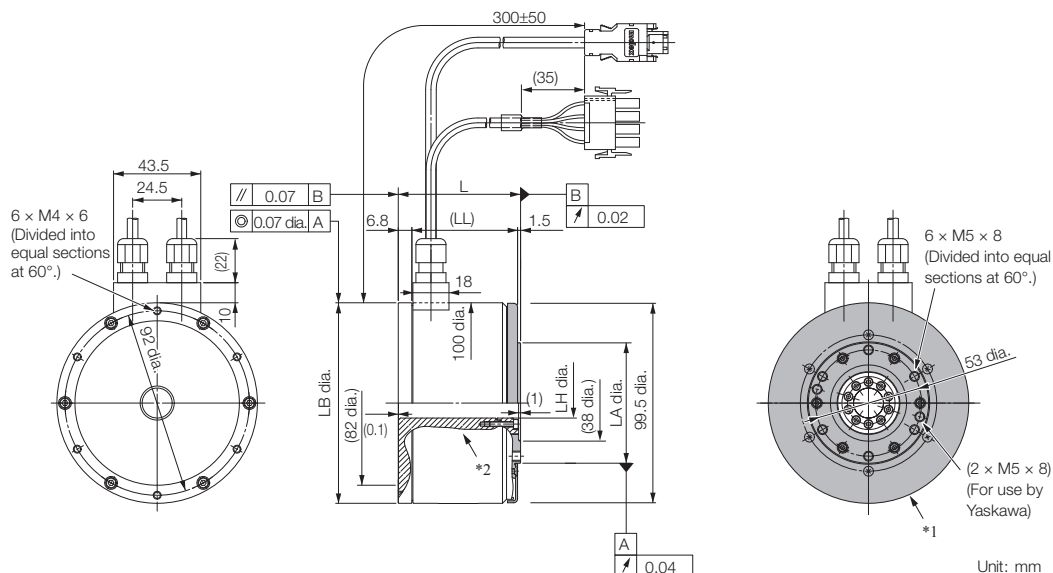 300±50
molex
(35)
43.5
24.5
// 0.07 B
L
B
0.02
◎ 0.07 dia. A
6.8
(LL)
1.5
6 × M4 × 6
(Divided into
equal sections
at 60°.)
(22)
18
10
92 dia.
LB dia.
(82 dia.)
(0.1)
100 dia.
(1)
LH dia.
(38 dia.)
LA dia.
99.5 dia.
*2
A
0.04
6 × M5 × 8
(Divided into equal
sections at 60°.)
53 dia.
(2 × M5 × 8)
(For use by
Yaskawa)
*1
Unit: mm